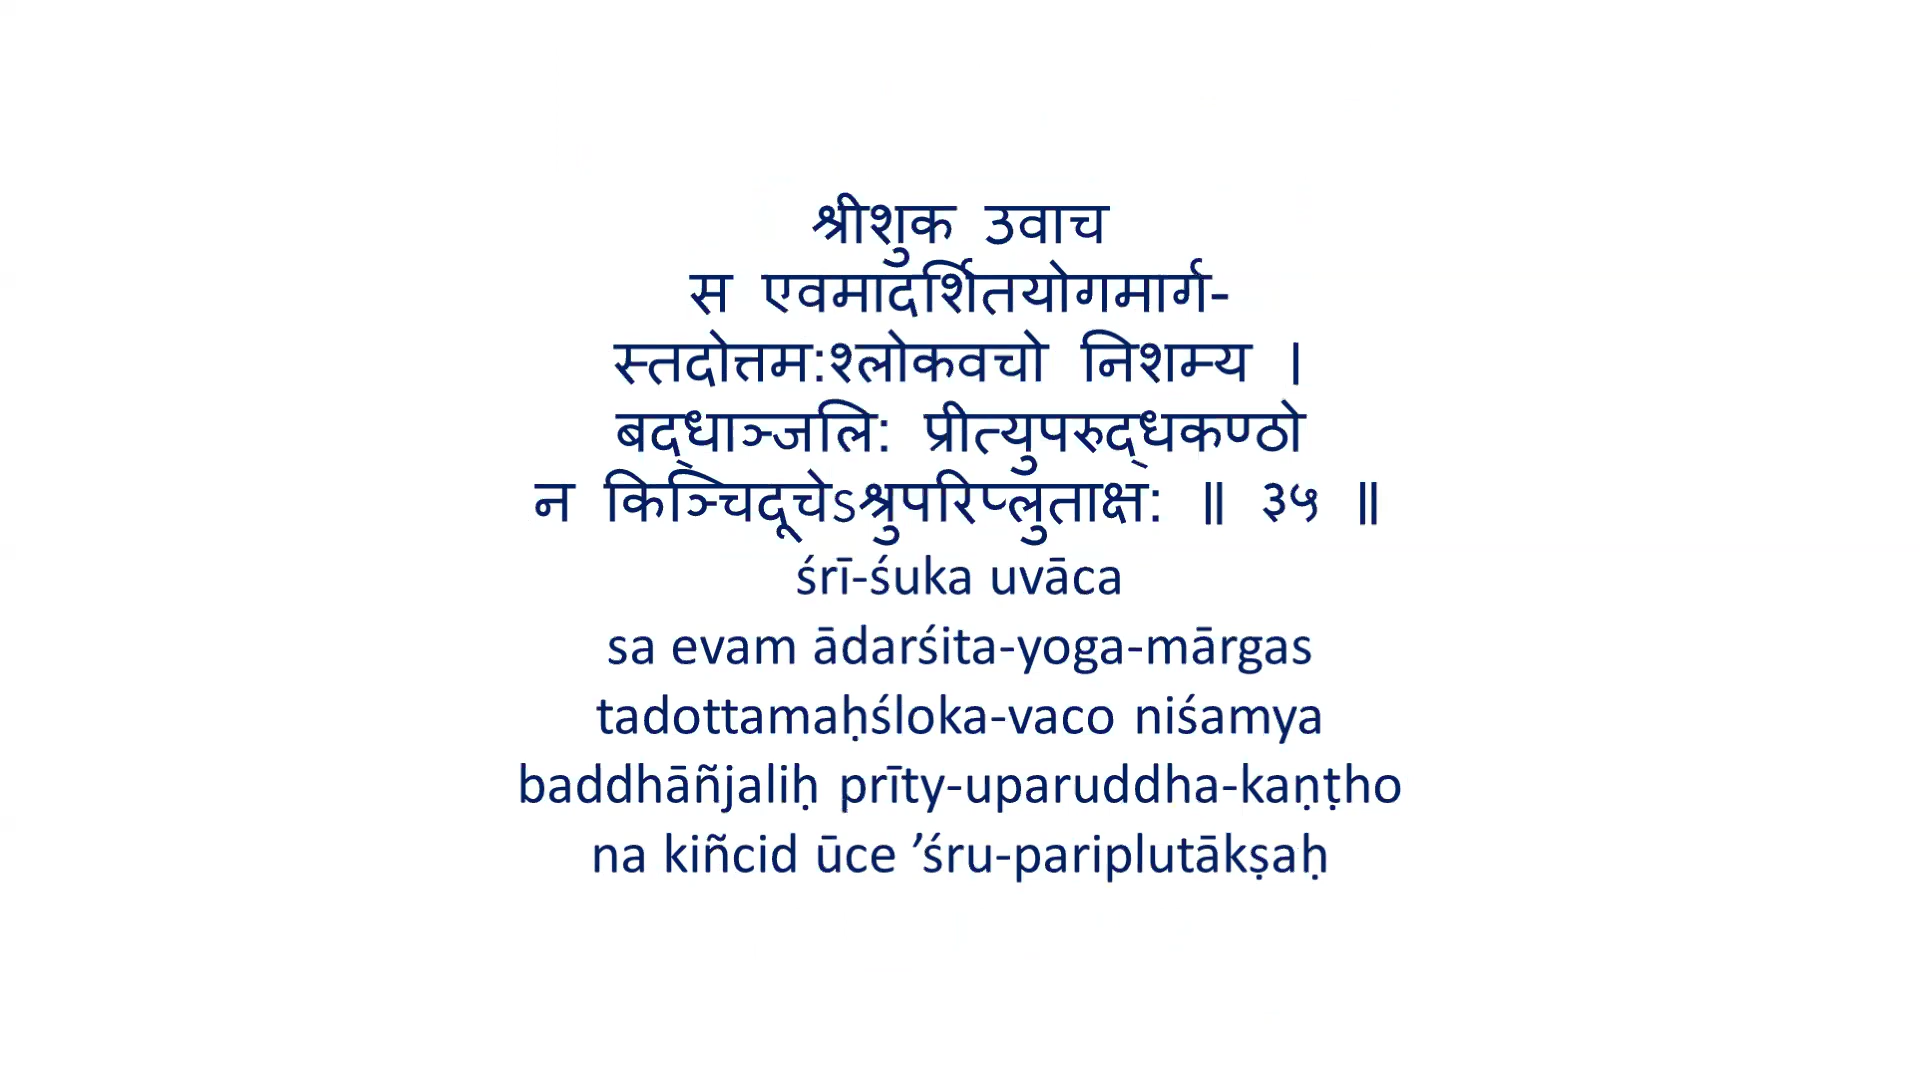 श्रीशुक उवाच
स एवमादर्शितयोगमार्ग-
स्तदोत्तम:श्लोकवचो निशम्य ।
बद्धाञ्जलि: प्रीत्युपरुद्धकण्ठो
न किञ्चिदूचेऽश्रुपरिप्लुताक्ष: ॥ ३५ ॥
śrī-śuka uvāca
sa evam ādarśita-yoga-mārgas
tadottamaḥśloka-vaco niśamya
baddhāñjaliḥ prīty-uparuddha-kaṇṭho
na kiñcid ūce ’śru-pariplutākṣaḥ